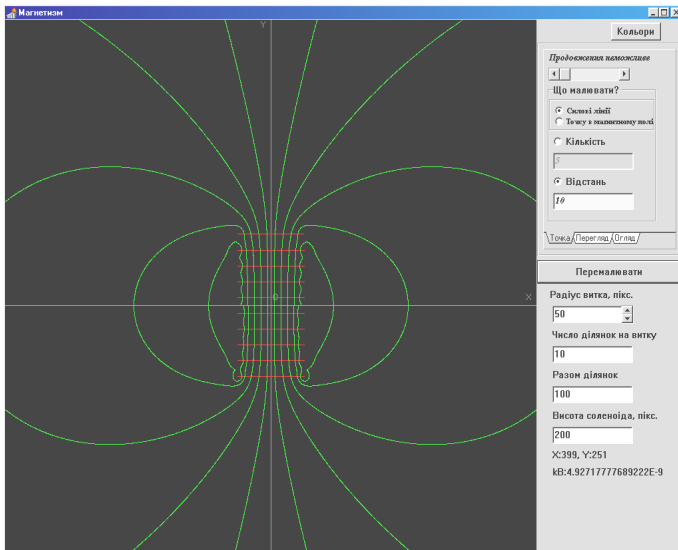 Магнетизм
Y
0
X
Кольори
Продовження неможливе
Що малювати?
Силові лінії
Точку в магнитному полі
Кількість
5
Відстань
10
Точка Перегляд Огляд
Перемалювати
Радіус витка, пікс.
50
Число ділянок на витку
10
Разом ділянок
100
Висота соленоїда, пікс.
200
X:399, Y:251
kB:4.92717777689222E-9